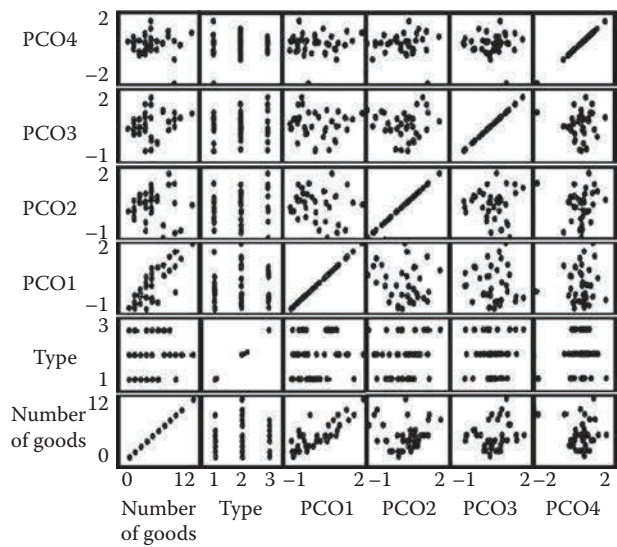 PCO4
2
−2
PCO3
2
−1
PCO2
2
−1
PCO1
2
−1
Type
3
1
Number
of goods
12
0
0 12 1 2 3 −1 2 −1 2 −1 2 −2 2
Number
of goods
Type PCO1 PCO2 PCO3 PCO4